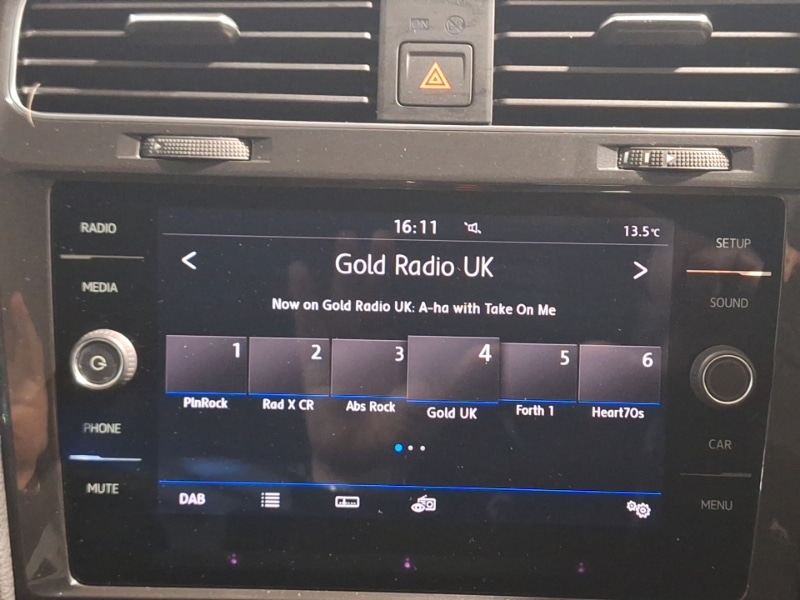 RADIO
MEDIA
PHONE
MUTE
16:11
13.5°C
< Gold Radio UK >
Now on Gold Radio UK: A-ha with Take On Me
1 2 3 4 5 6
PlnRock Rad X CR Abs Rock Gold UK Forth 1 Heart70s
DAB
SETUP
SOUND
CAR
MENU